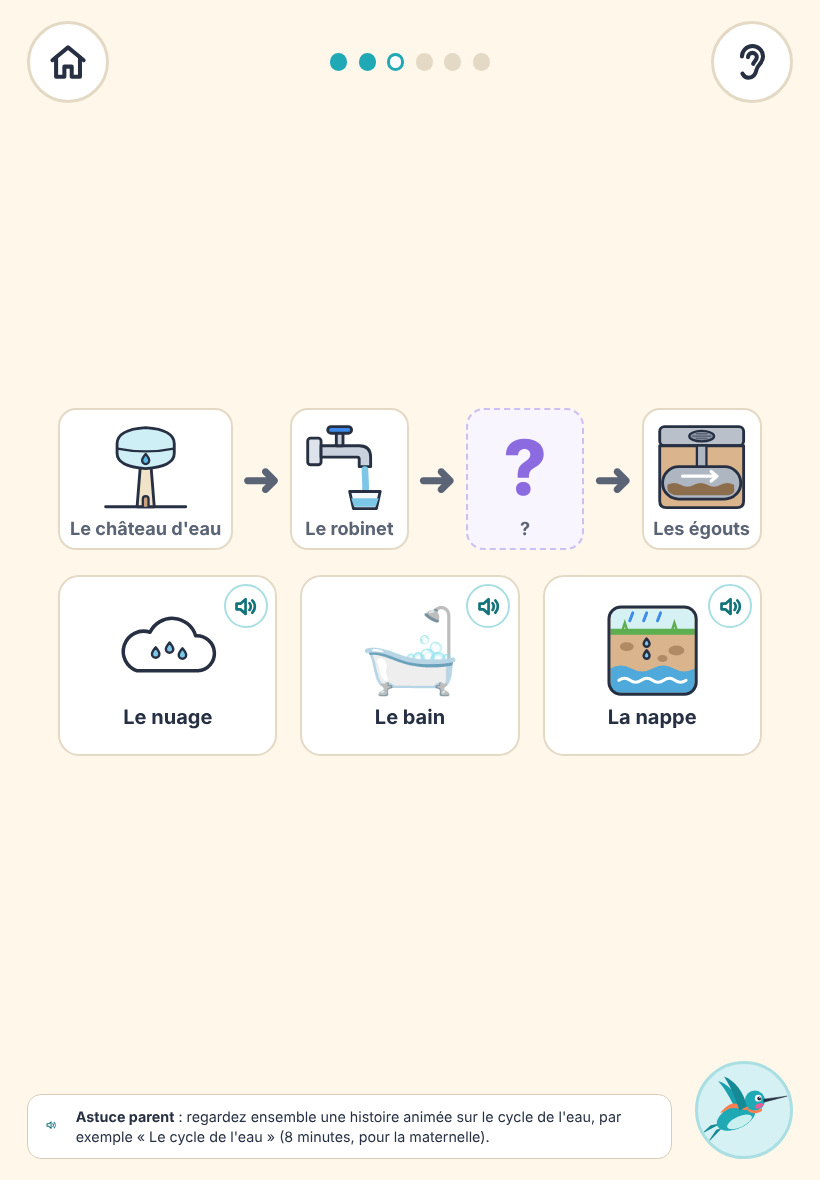 Le château d'eau
Le robinet
?
?
Les égouts
Le nuage
Le bain
La nappe
Astuce parent : regardez ensemble une histoire animée sur le cycle de l'eau, par
exemple « Le cycle de l'eau » (8 minutes, pour la maternelle).